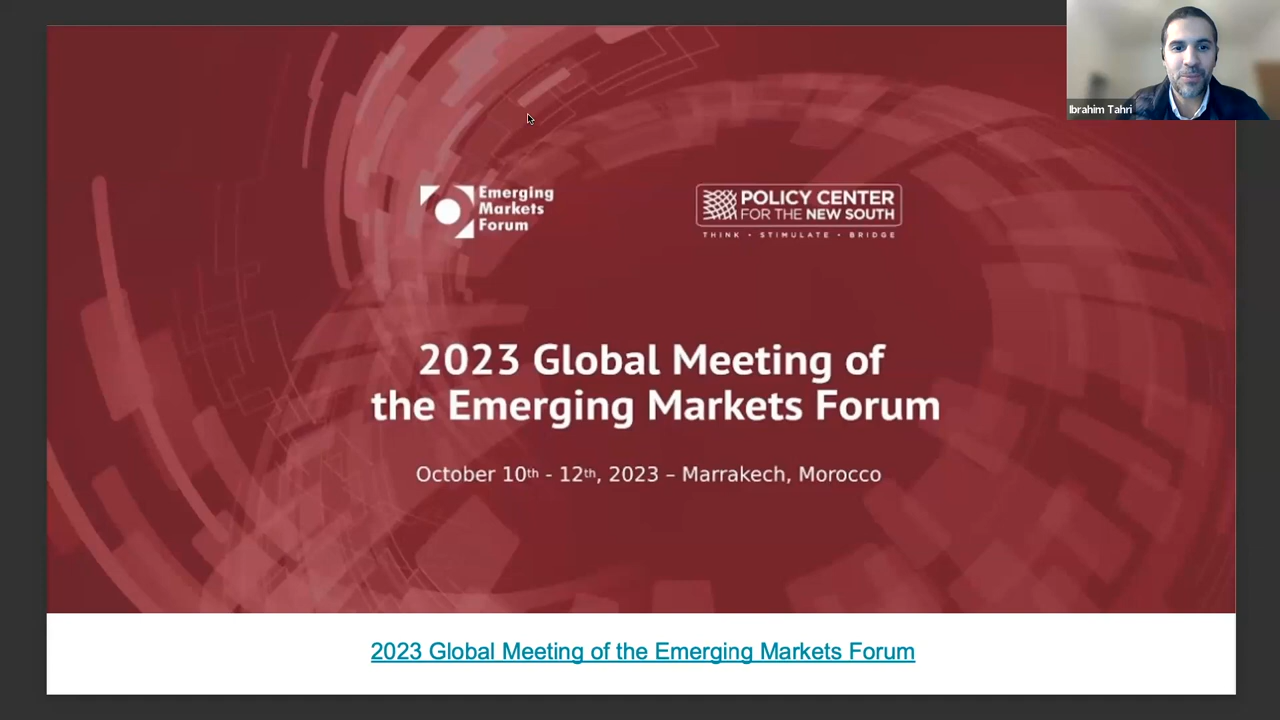 Ibrahim Tahri
Emerging
Markets
Forum
POLICY CENTER
FOR THE NEW SOUTH
THINK • STIMULATE • BRIDGE
2023 Global Meeting of
the Emerging Markets Forum
October 10th - 12th, 2023 – Marrakech, Morocco
2023 Global Meeting of the Emerging Markets Forum